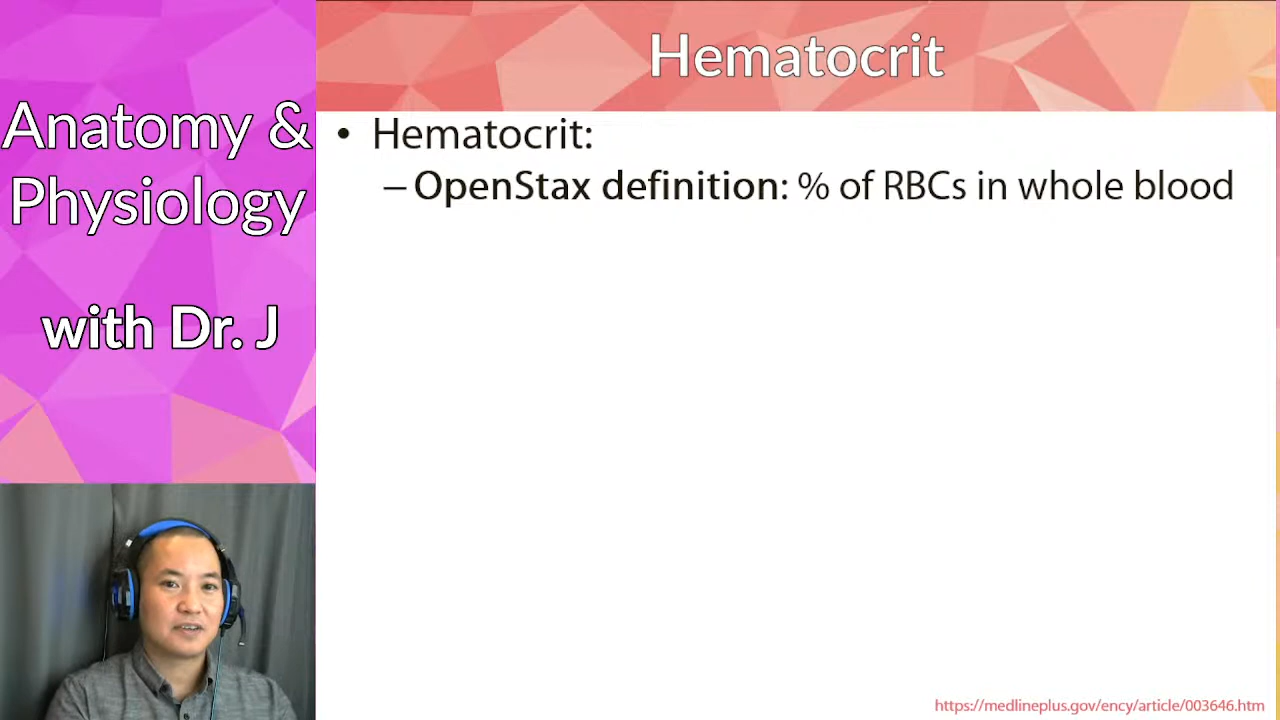 Anatomy &
Physiology
with Dr. J
Hematocrit
• Hematocrit:
– OpenStax definition: % of RBCs in whole blood
https://medlineplus.gov/ency/article/003646.htm